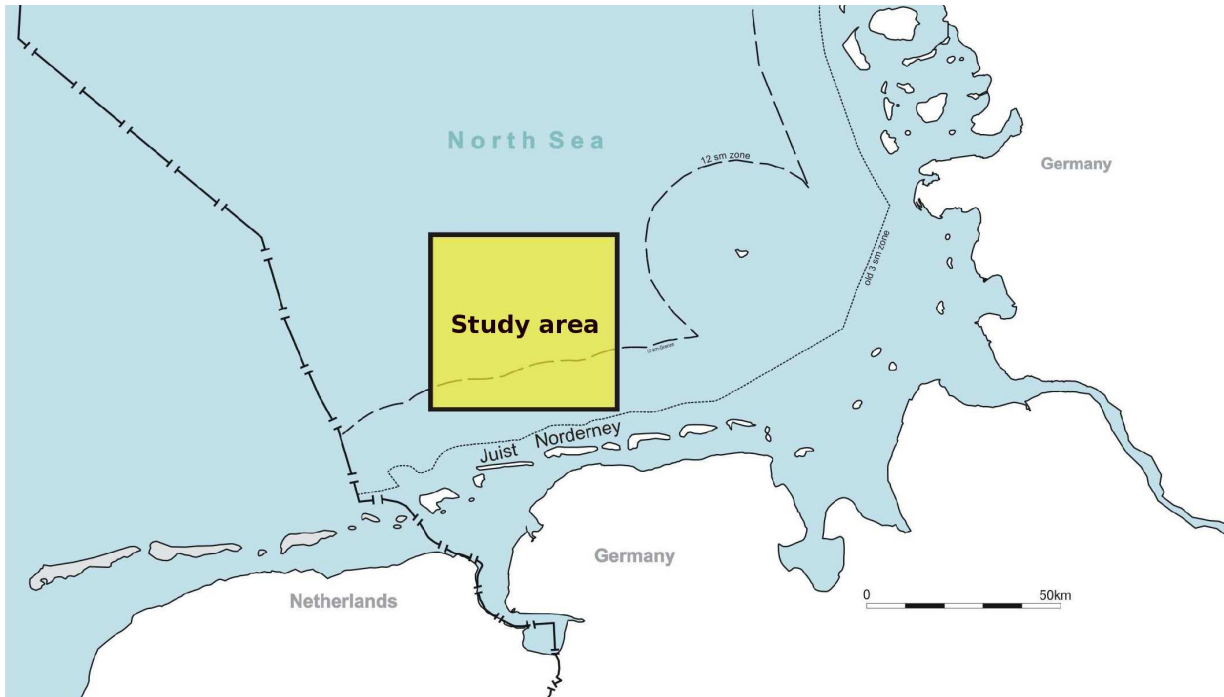 North Sea
12 sm zone
Germany
old 3 sm zone
Study area
Juist
Norderney
Germany
Netherlands
0
50km